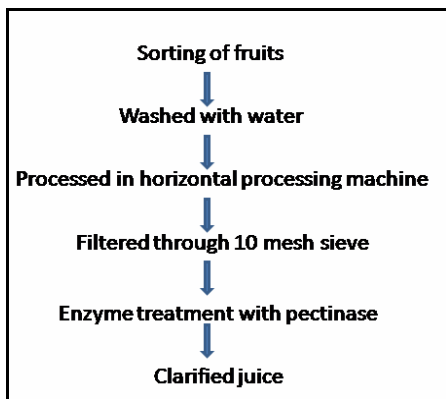 Sorting of fruits
Washed with water
Processed in horizontal processing machine
Filtered through 10 mesh sieve
Enzyme treatment with pectinase
Clarified juice